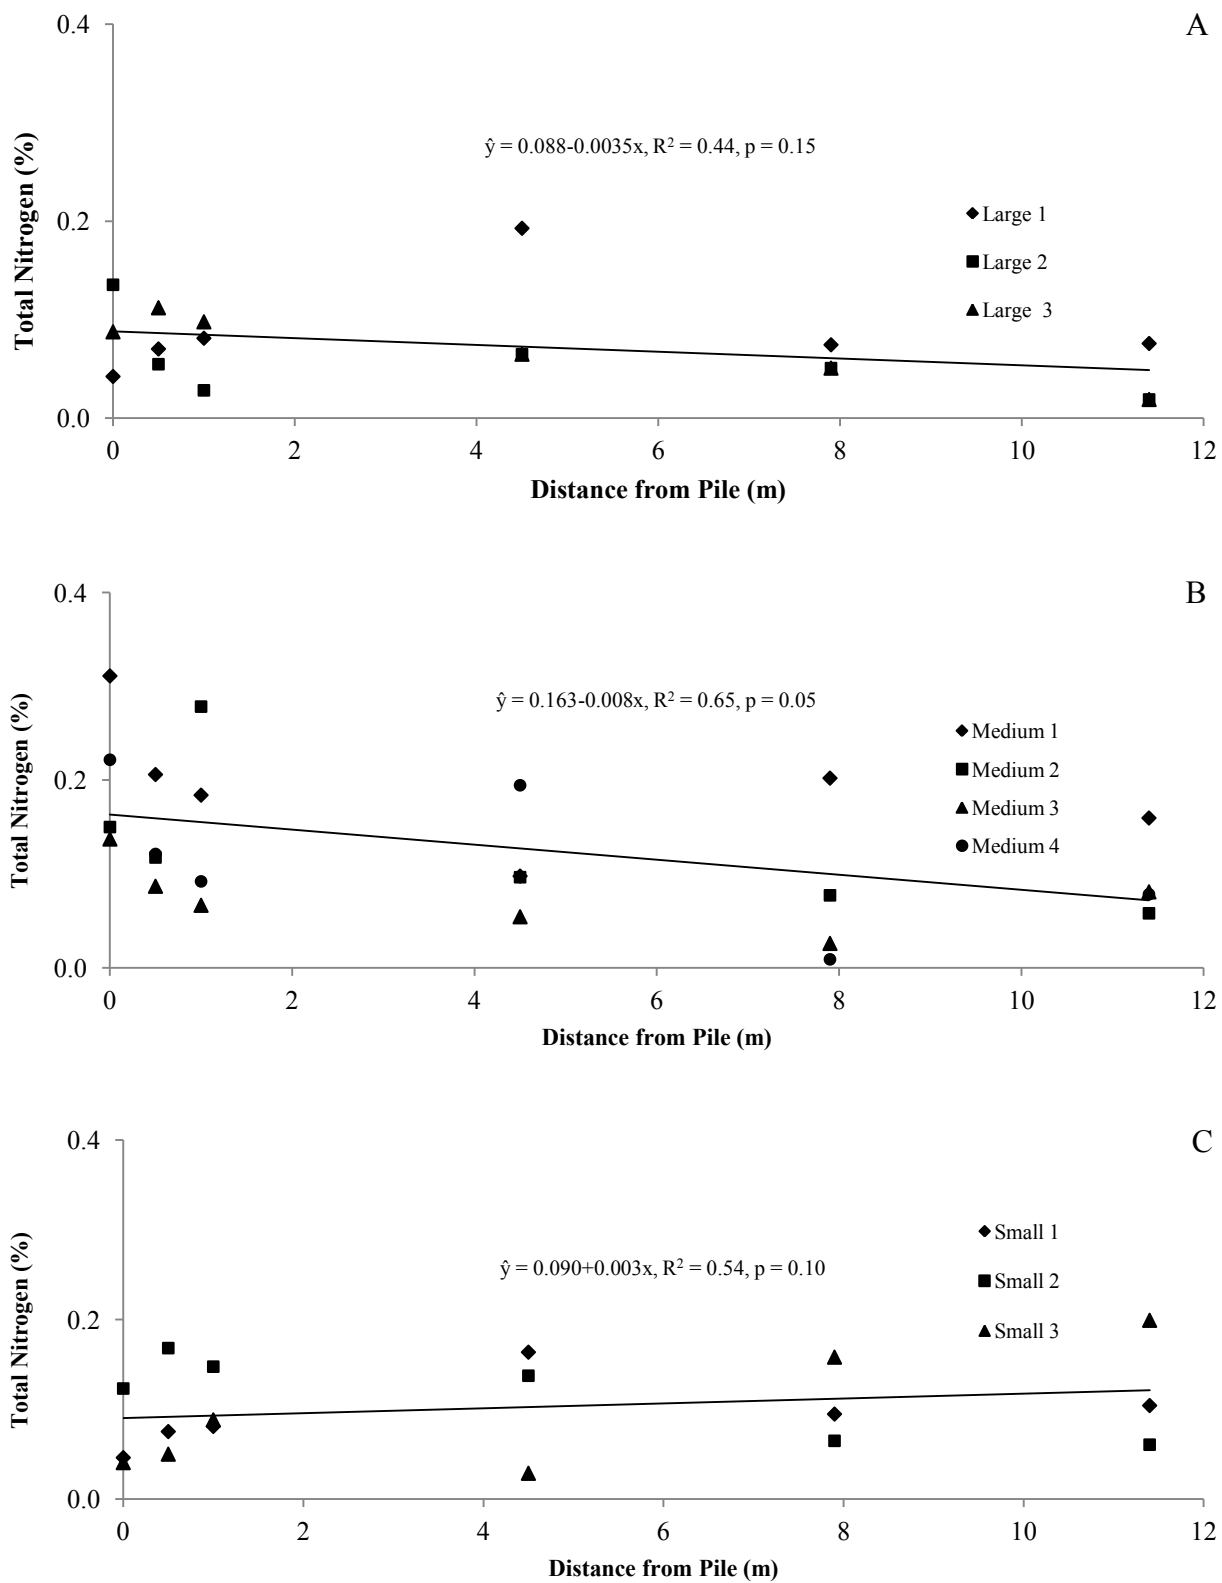 A
0.4
0.2
0.0
Total Nitrogen (%)
ŷ = 0.088-0.0035x, R² = 0.44, p = 0.15
Large 1
Large 2
Large 3
0 2 4 6 8 10 12
Distance from Pile (m)
B
0.4
0.2
0.0
Total Nitrogen (%)
ŷ = 0.163-0.008x, R² = 0.65, p = 0.05
Medium 1
Medium 2
Medium 3
Medium 4
0 2 4 6 8 10 12
Distance from Pile (m)
C
0.4
0.2
0.0
Total Nitrogen (%)
ŷ = 0.090+0.003x, R² = 0.54, p = 0.10
Small 1
Small 2
Small 3
0 2 4 6 8 10 12
Distance from Pile (m)